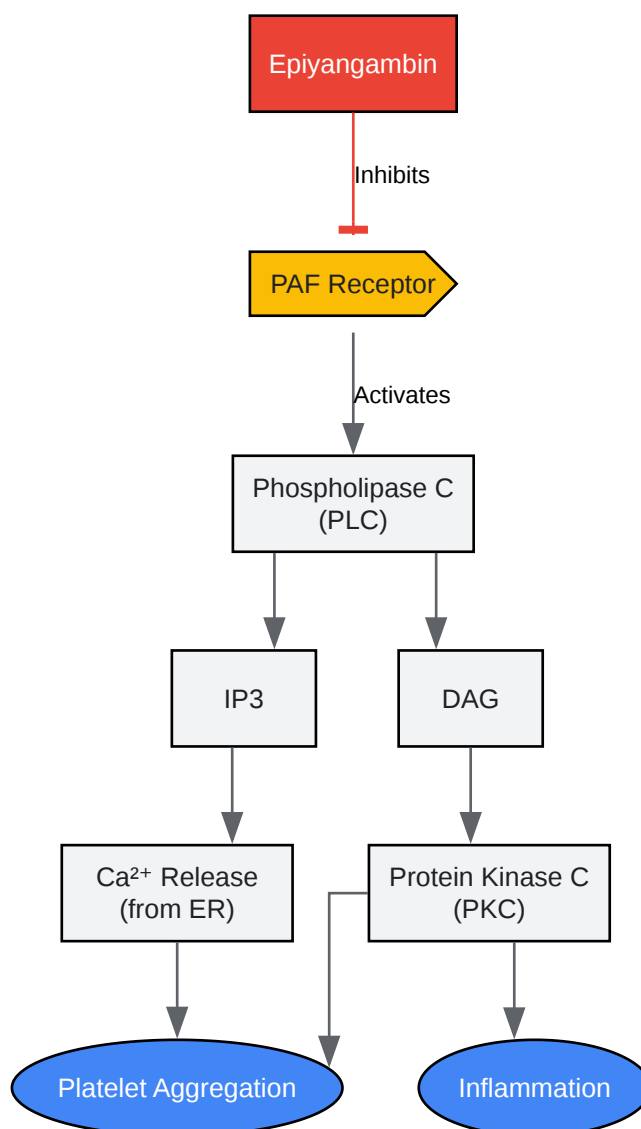 Epiyangambin
Inhibits
PAF Receptor
Activates
Phospholipase C
(PLC)
IP3
DAG
Ca²⁺ Release
(from ER)
Protein Kinase C
(PKC)
Platelet Aggregation
Inflammation